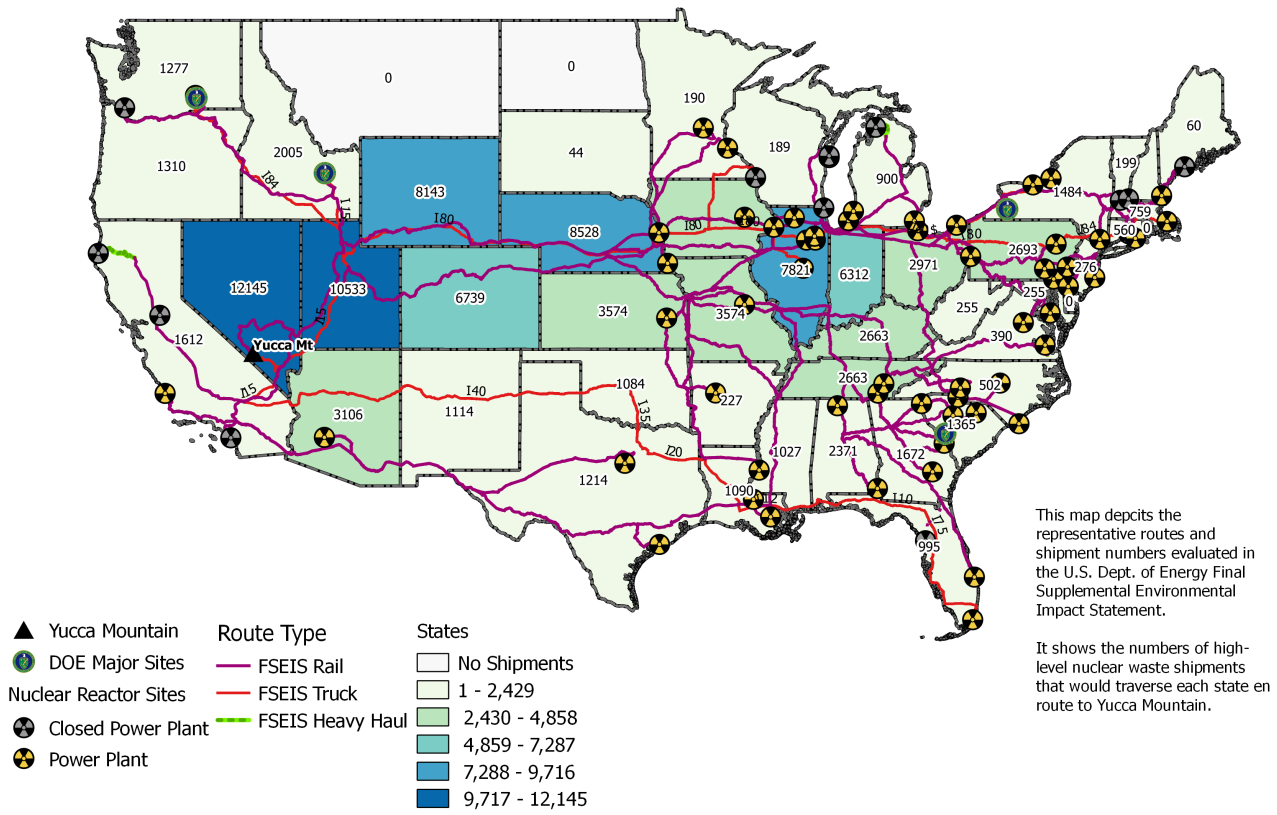 1277
0
0
190
189
60
1310
2005
I84
I15
8143
I80
44
8528
I80
900
1484
199
759
560
0
I84
2693
I80
12145
10533
I5
6739
3574
3574
7821
6312
2971
276
255
0
255
390
2663
2663
502
1612
Yucca Mt
I15
3106
I40
1114
1084
I35
227
1365
1027
2371
1672
I20
1214
1090
I12
I10
I75
995
This map depcits the
representative routes and
shipment numbers evaluated in
the U.S. Dept. of Energy Final
Supplemental Environmental
Impact Statement.
It shows the numbers of high-
level nuclear waste shipments
that would traverse each state en
route to Yucca Mountain.
Yucca Mountain
DOE Major Sites
Nuclear Reactor Sites
Closed Power Plant
Power Plant
Route Type
FSEIS Rail
FSEIS Truck
FSEIS Heavy Haul
States
No Shipments
1 - 2,429
2,430 - 4,858
4,859 - 7,287
7,288 - 9,716
9,717 - 12,145